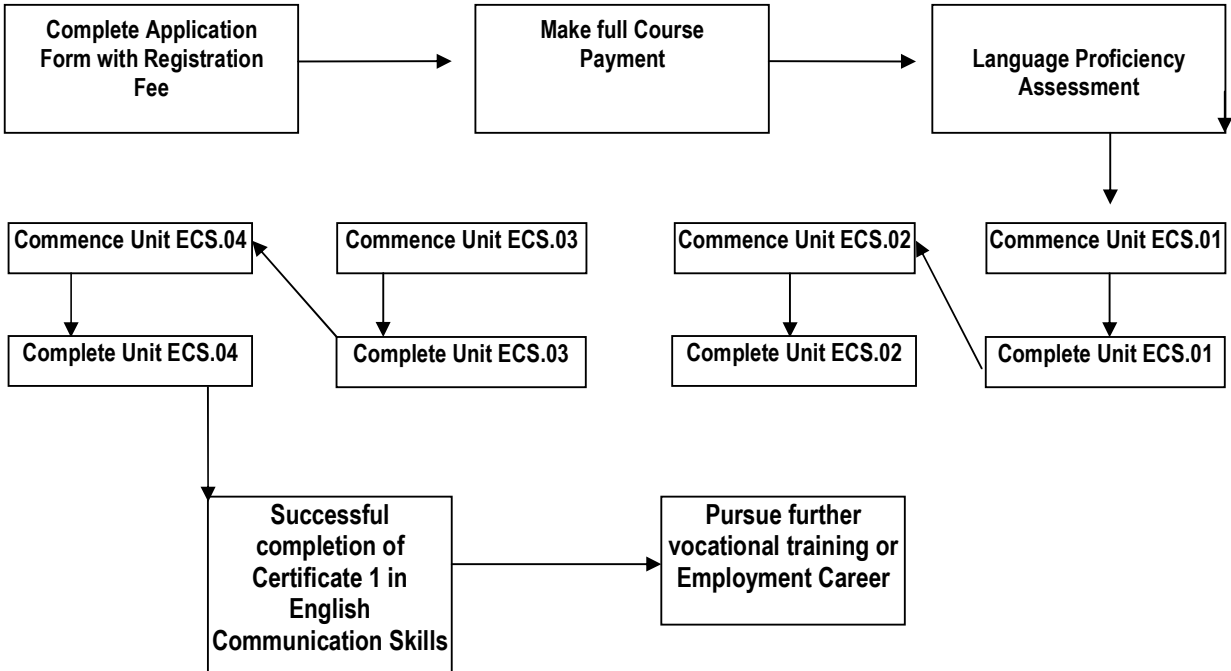 Complete Application
Form with Registration
Fee
Make full Course
Payment
Language Proficiency
Assessment
Commence Unit ECS.04
Commence Unit ECS.03
Commence Unit ECS.02
Commence Unit ECS.01
Complete Unit ECS.04
Complete Unit ECS.03
Complete Unit ECS.02
Complete Unit ECS.01
Successful
completion of
Certificate 1 in
English
Communication Skills
Pursue further
vocational training or
Employment Career